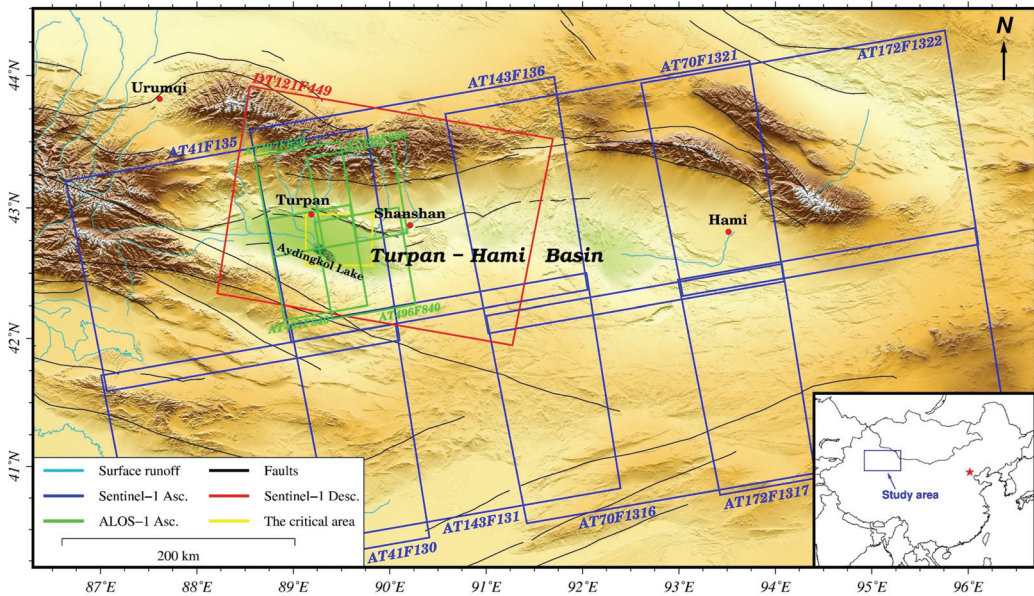 N
44°N
43°N
42°N
41°N
AT172F1322
AT70F1321
AT143F136
DT121F449
Urumqi
AT41F135
Turpan
Shanshan
Hami
Aydingkol Lake
Turpan – Hami Basin
AT496F840
AT172F1317
AT70F1316
AT143F131
AT41F130
Surface runoff
Faults
Sentinel−1 Asc.
Sentinel−1 Desc.
ALOS−1 Asc.
The critical area
200 km
Study area
87°E
88°E
89°E
90°E
91°E
92°E
93°E
94°E
95°E
96°E